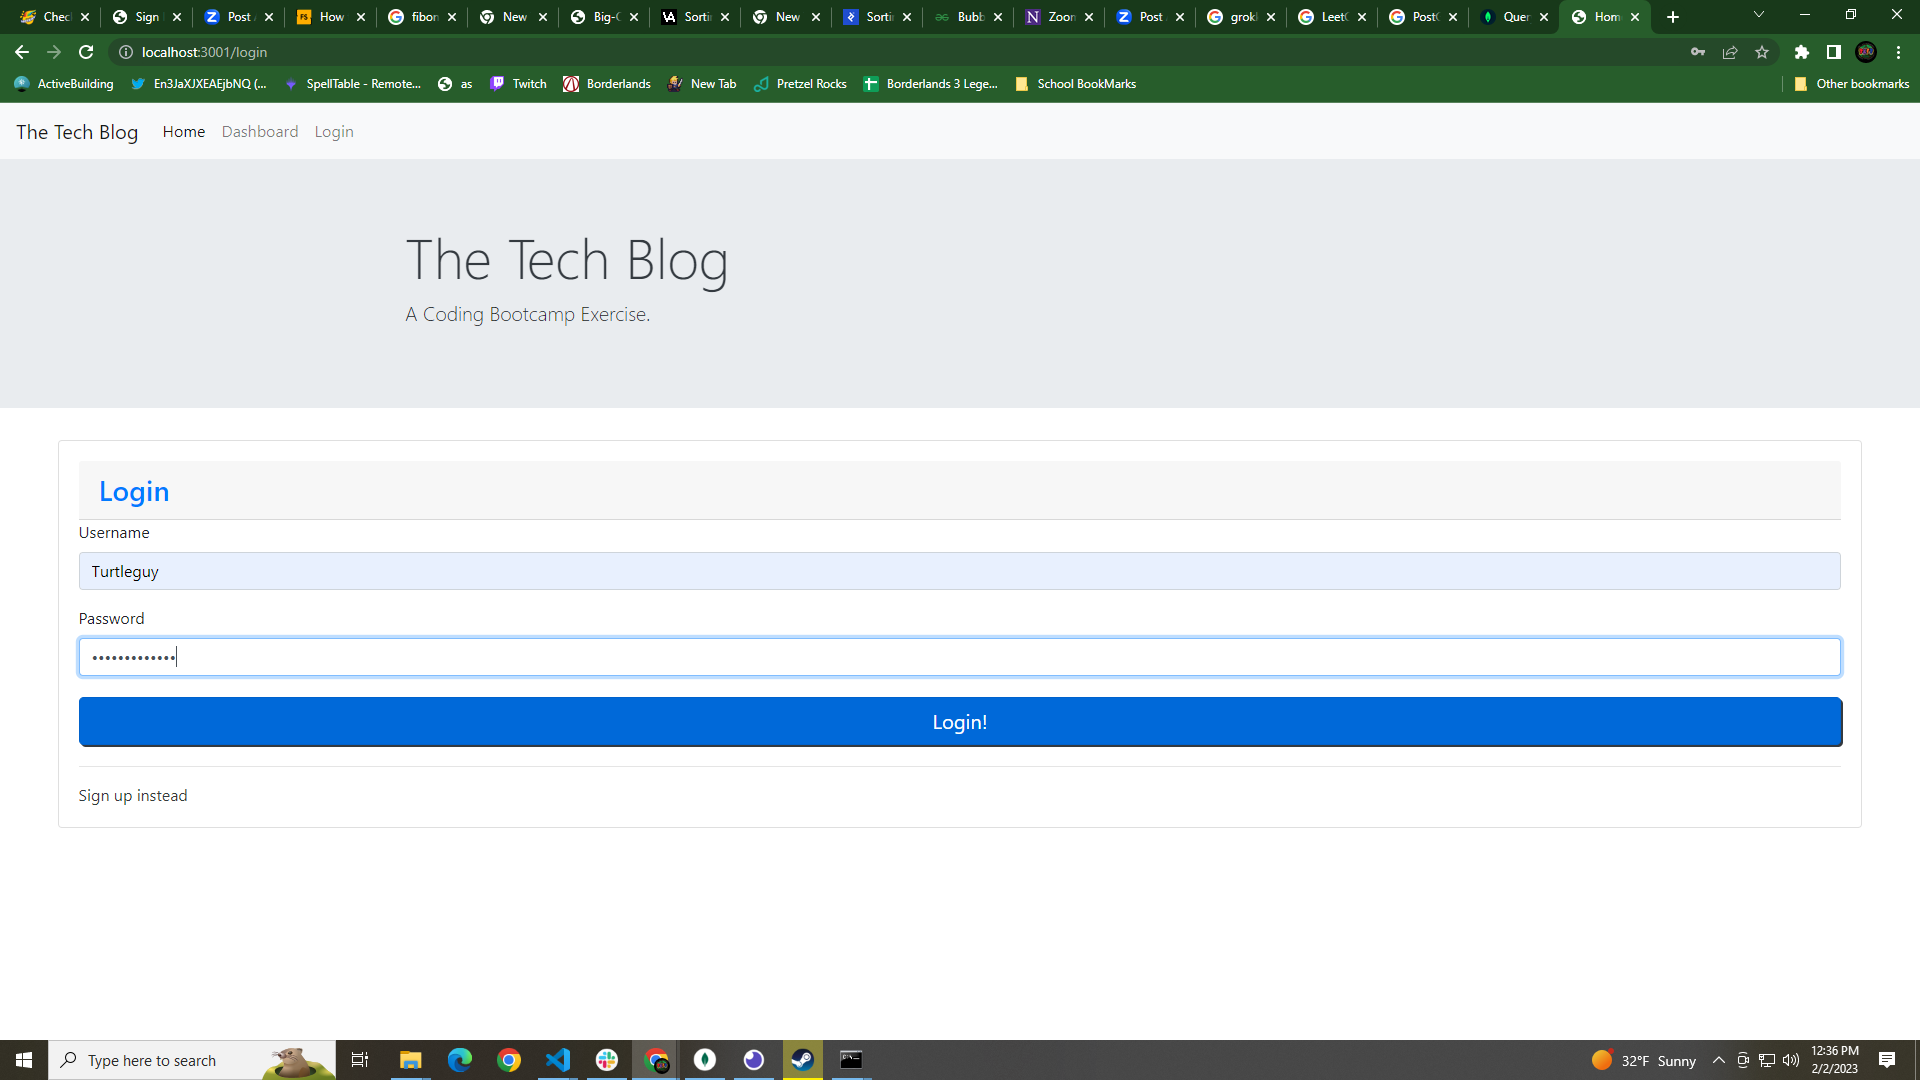 Chec
Sign
Post
How
fibon
New
Big-
Sorti
New
Sorti
Bubb
Zoom
Post
grok
Leet
Post
Quer
Hom
localhost:3001/login
ActiveBuilding
En3JaXJXEAEjbNQ (...
SpellTable - Remote...
as
Twitch
Borderlands
New Tab
Pretzel Rocks
Borderlands 3 Lege...
School BookMarks
Other bookmarks
The Tech Blog
Home
Dashboard
Login
The Tech Blog
A Coding Bootcamp Exercise.
Login
Username
Turtleguy
Password
Login!
Sign up instead
Type here to search
32°F Sunny
12:36 PM
2/2/2023